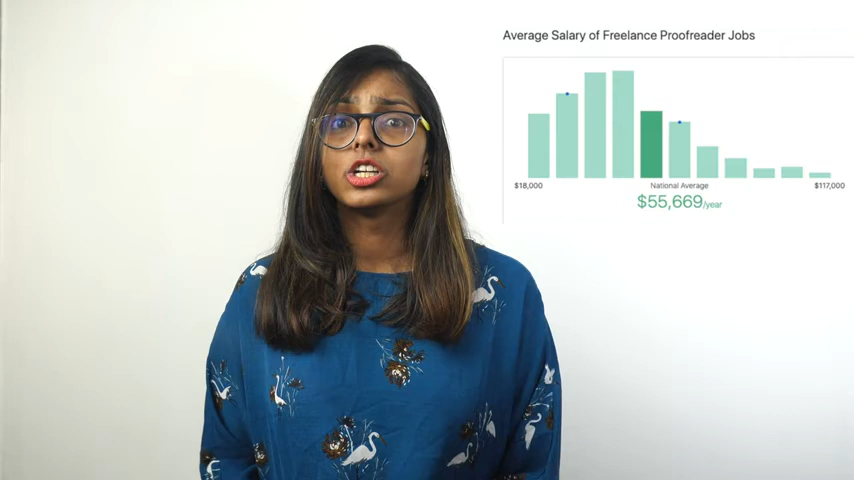 Average Salary of Freelance Proofreader Jobs
$18,000
National Average
$117,000
$55,669/year